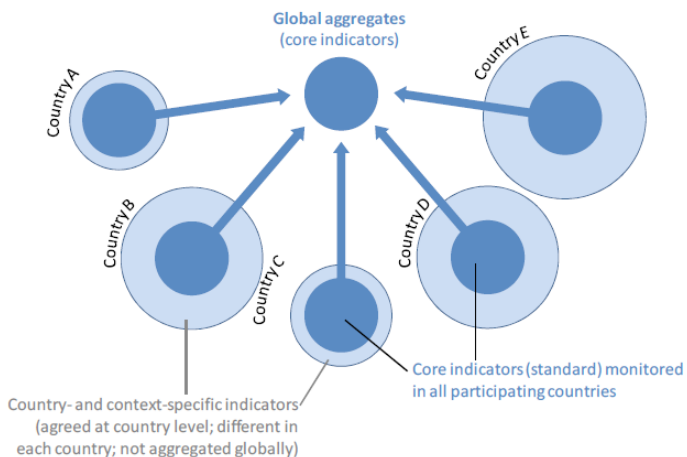 Global aggregates
(core indicators)
Country A
Country E
Country B
Country C
Country D
Core indicators (standard) monitored
in all participating countries
Country- and context-specific indicators
(agreed at country level; different in
each country; not aggregated globally)